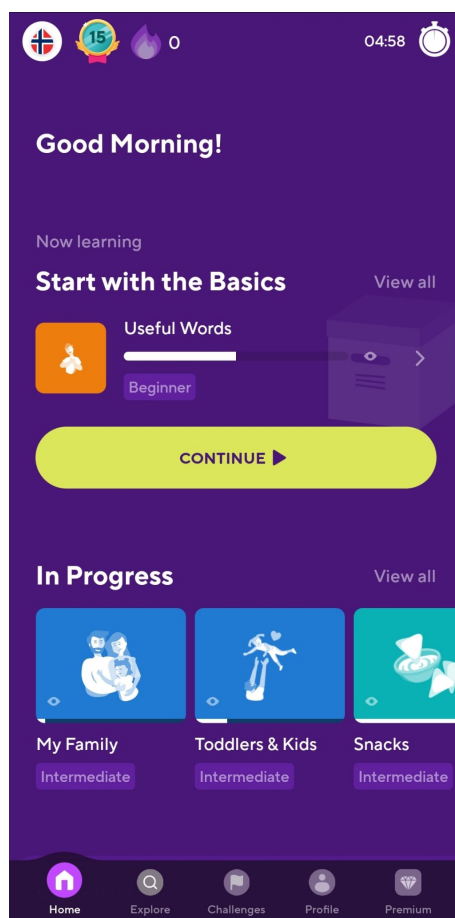 15
0
04:58
Good Morning!
Now learning
Start with the Basics
View all
Useful Words
Beginner
CONTINUE
In Progress
View all
My Family
Toddlers & Kids
Snacks
Intermediate
Intermediate
Intermediate
Home
Explore
Challenges
Profile
Premium